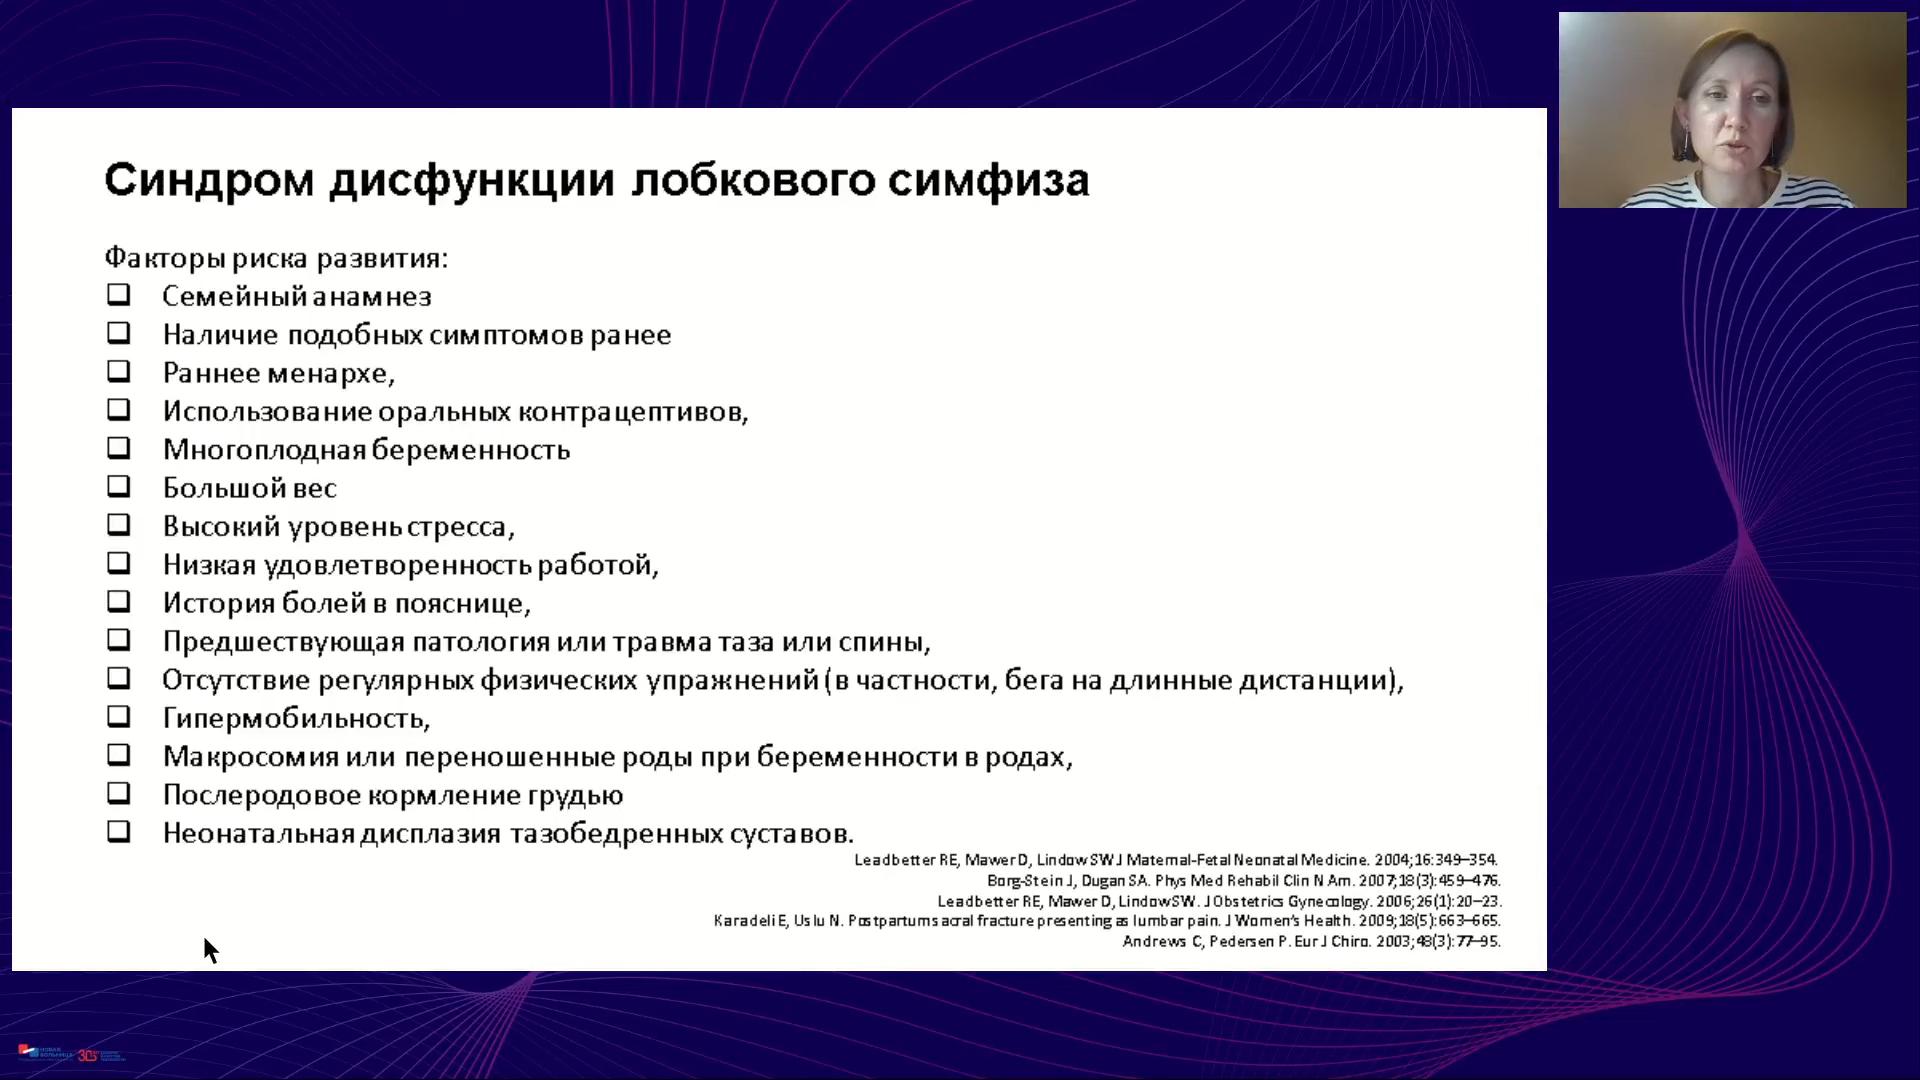 Синдром дисфункции лобкового симфиза
Факторы риска развития:
Семейный анамнез
Наличие подобных симптомов ранее
Раннее менархе,
Использование оральных контрацептивов,
Многоплодная беременность
Большой вес
Высокий уровень стресса,
Низкая удовлетворенность работой,
История болей в пояснице,
Предшествующая патология или травма таза или спины,
Отсутствие регулярных физических упражнений (в частности, бега на длинные дистанции),
Гипермобильность,
Макросомия или переношенные роды при беременности в родах,
Послеродовое кормление грудью
Неонатальная дисплазия тазобедренных суставов.
Leadbetter RE, Mawer D, Lindow SW J Maternal-Fetal Neonatal Medicine. 2004;16:349–354.
Borg-Stein J, Dugan SA. Phys Med Rehabil Clin N Am. 2007;18(3):459–476.
Leadbetter RE, Mawer D, Lindow SW. J Obstetrics Gynecology. 2006;26(1):20–23.
Karadeli E, Uslu N. Postpartum sacral fracture presenting as lumbar pain. J Women's Health. 2009;18(5):663–665.
Andrews C, Pedersen P. Eur J Chiro. 2003;48(3):77–95.
НОВАЯ
БОЛЬНИЦА